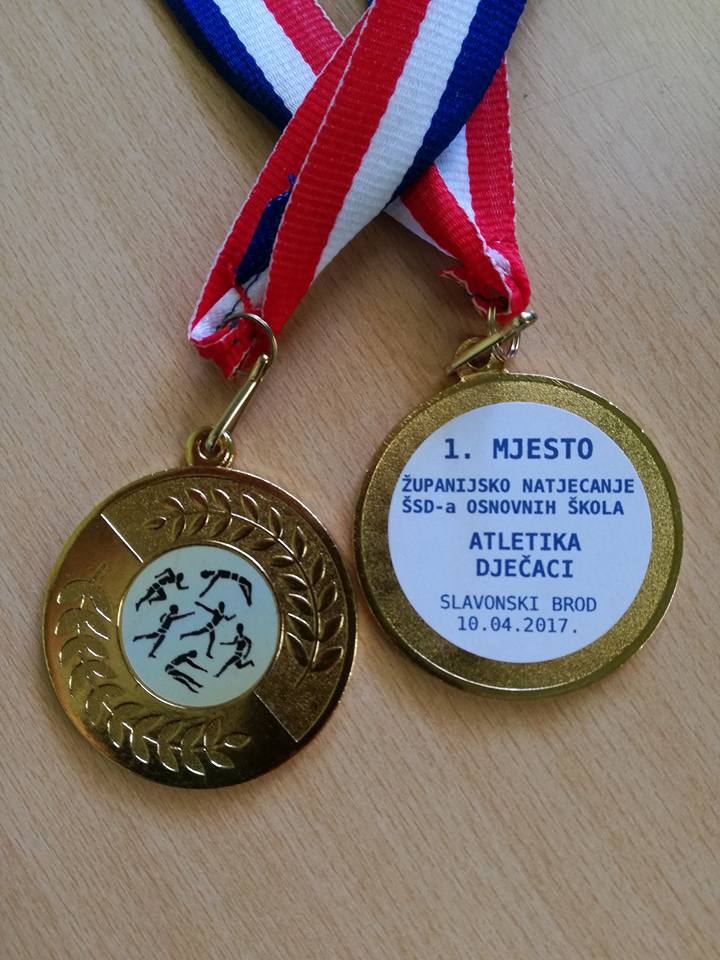 1. MJESTO
ŽUPANIJSKO NATJECANJE
ŠSD-a OSNOVNIH ŠKOLA
ATLETIKA
DJEČACI
SLAVONSKI BROD
10.04.2017.